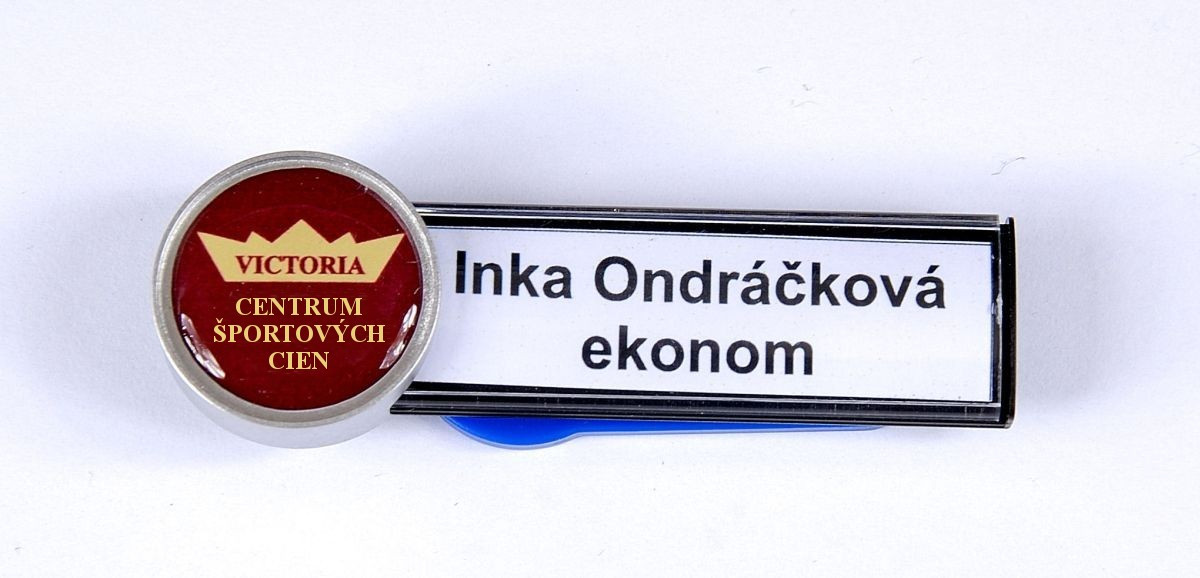 VICTORIA
CENTRUM
ŠPORTOVÝCH
CIEN
Inka Ondráčková
ekonom